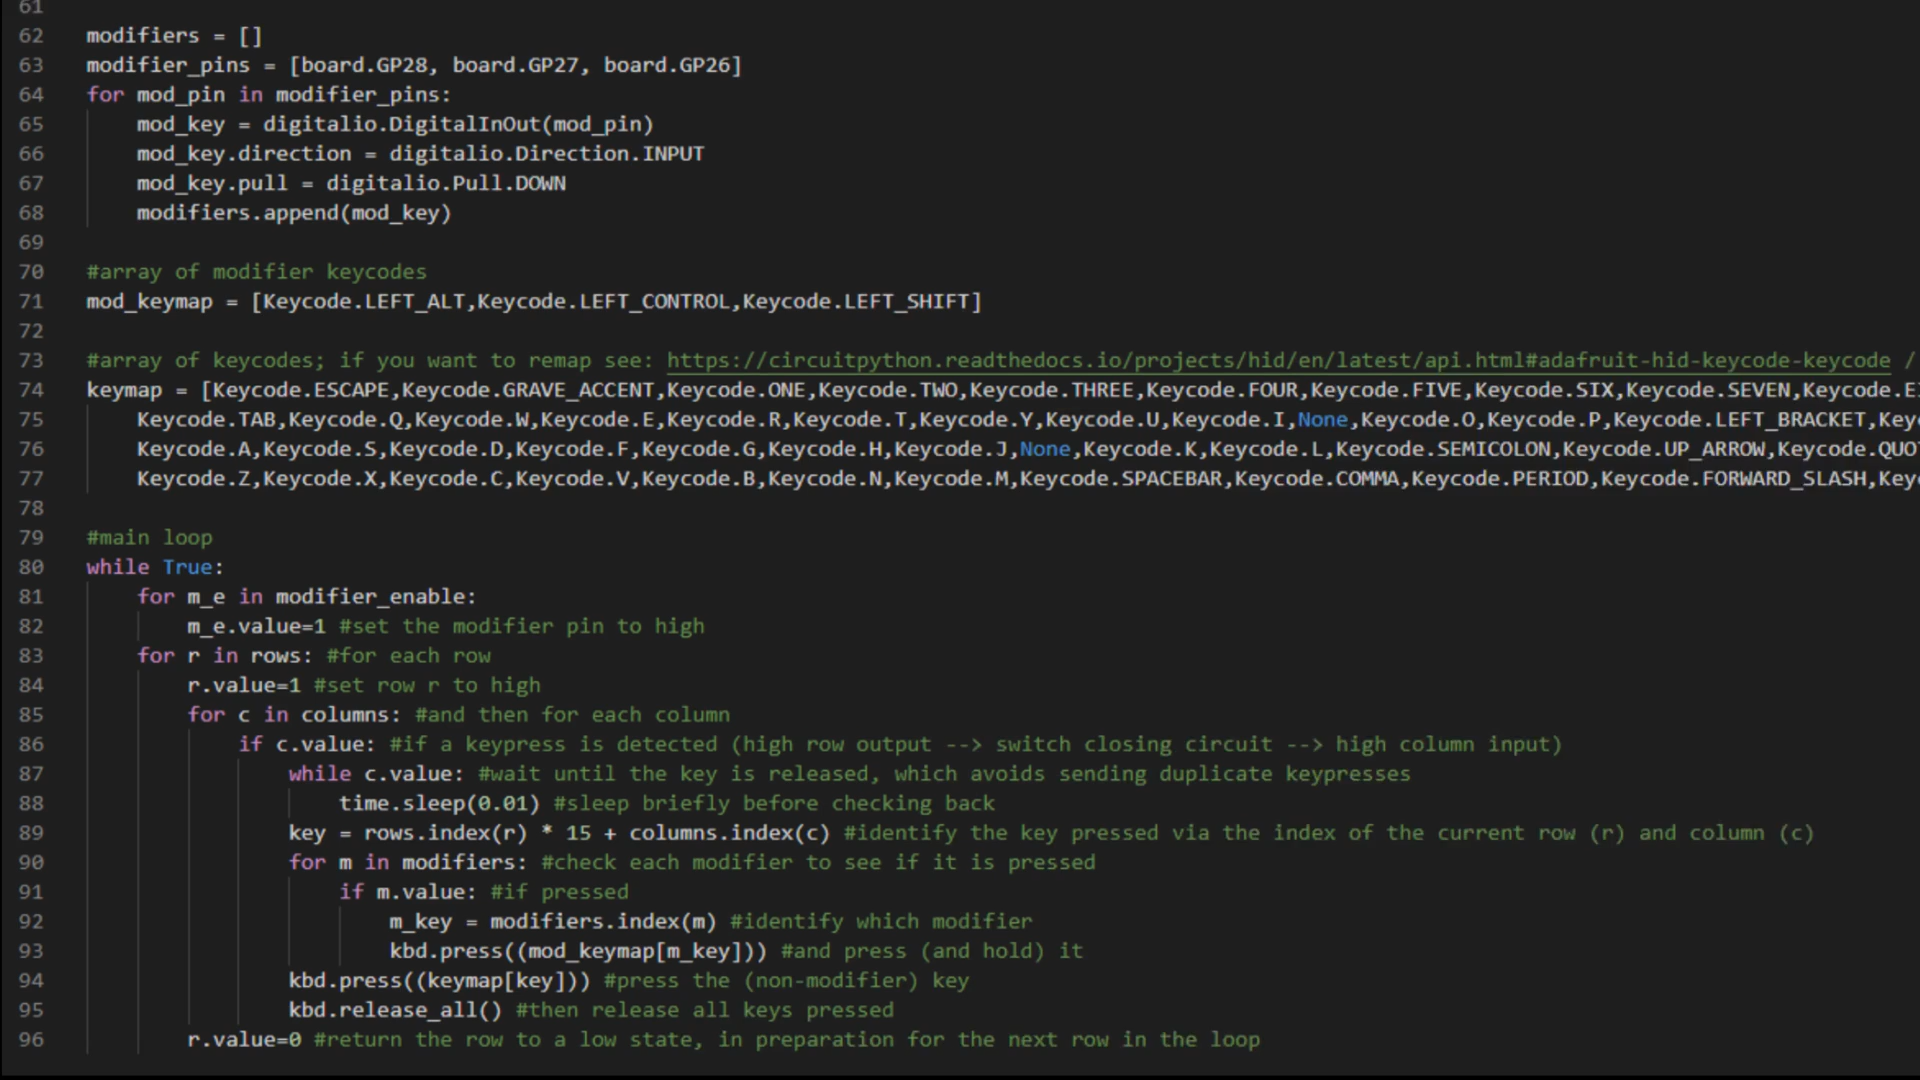 61
62 modifiers = []
63 modifier_pins = [board.GP28, board.GP27, board.GP26]
64 for mod_pin in modifier_pins:
65     mod_key = digitalio.DigitalInOut(mod_pin)
66     mod_key.direction = digitalio.Direction.INPUT
67     mod_key.pull = digitalio.Pull.DOWN
68     modifiers.append(mod_key)
69
70 #array of modifier keycodes
71 mod_keymap = [Keycode.LEFT_ALT,Keycode.LEFT_CONTROL,Keycode.LEFT_SHIFT]
72
73 #array of keycodes; if you want to remap see: https://circuitpython.readthedocs.io/projects/hid/en/latest/api.html#adafruit-hid-keycode-keycode /
74 keymap = [Keycode.ESCAPE,Keycode.GRAVE_ACCENT,Keycode.ONE,Keycode.TWO,Keycode.THREE,Keycode.FOUR,Keycode.FIVE,Keycode.SIX,Keycode.SEVEN,Keycode.E
75     Keycode.TAB,Keycode.Q,Keycode.W,Keycode.E,Keycode.R,Keycode.T,Keycode.Y,Keycode.U,Keycode.I,None,Keycode.O,Keycode.P,Keycode.LEFT_BRACKET,Key
76     Keycode.A,Keycode.S,Keycode.D,Keycode.F,Keycode.G,Keycode.H,Keycode.J,None,Keycode.K,Keycode.L,Keycode.SEMICOLON,Keycode.UP_ARROW,Keycode.QUO
77     Keycode.Z,Keycode.X,Keycode.C,Keycode.V,Keycode.B,Keycode.N,Keycode.M,Keycode.SPACEBAR,Keycode.COMMA,Keycode.PERIOD,Keycode.FORWARD_SLASH,Key
78
79 #main loop
80 while True:
81     for m_e in modifier_enable:
82         m_e.value=1 #set the modifier pin to high
83     for r in rows: #for each row
84         r.value=1 #set row r to high
85         for c in columns: #and then for each column
86             if c.value: #if a keypress is detected (high row output --> switch closing circuit --> high column input)
87                 while c.value: #wait until the key is released, which avoids sending duplicate keypresses
88                     time.sleep(0.01) #sleep briefly before checking back
89                 key = rows.index(r) * 15 + columns.index(c) #identify the key pressed via the index of the current row (r) and column (c)
90                 for m in modifiers: #check each modifier to see if it is pressed
91                     if m.value: #if pressed
92                         m_key = modifiers.index(m) #identify which modifier
93                         kbd.press((mod_keymap[m_key])) #and press (and hold) it
94                 kbd.press((keymap[key])) #press the (non-modifier) key
95                 kbd.release_all() #then release all keys pressed
96         r.value=0 #return the row to a low state, in preparation for the next row in the loop